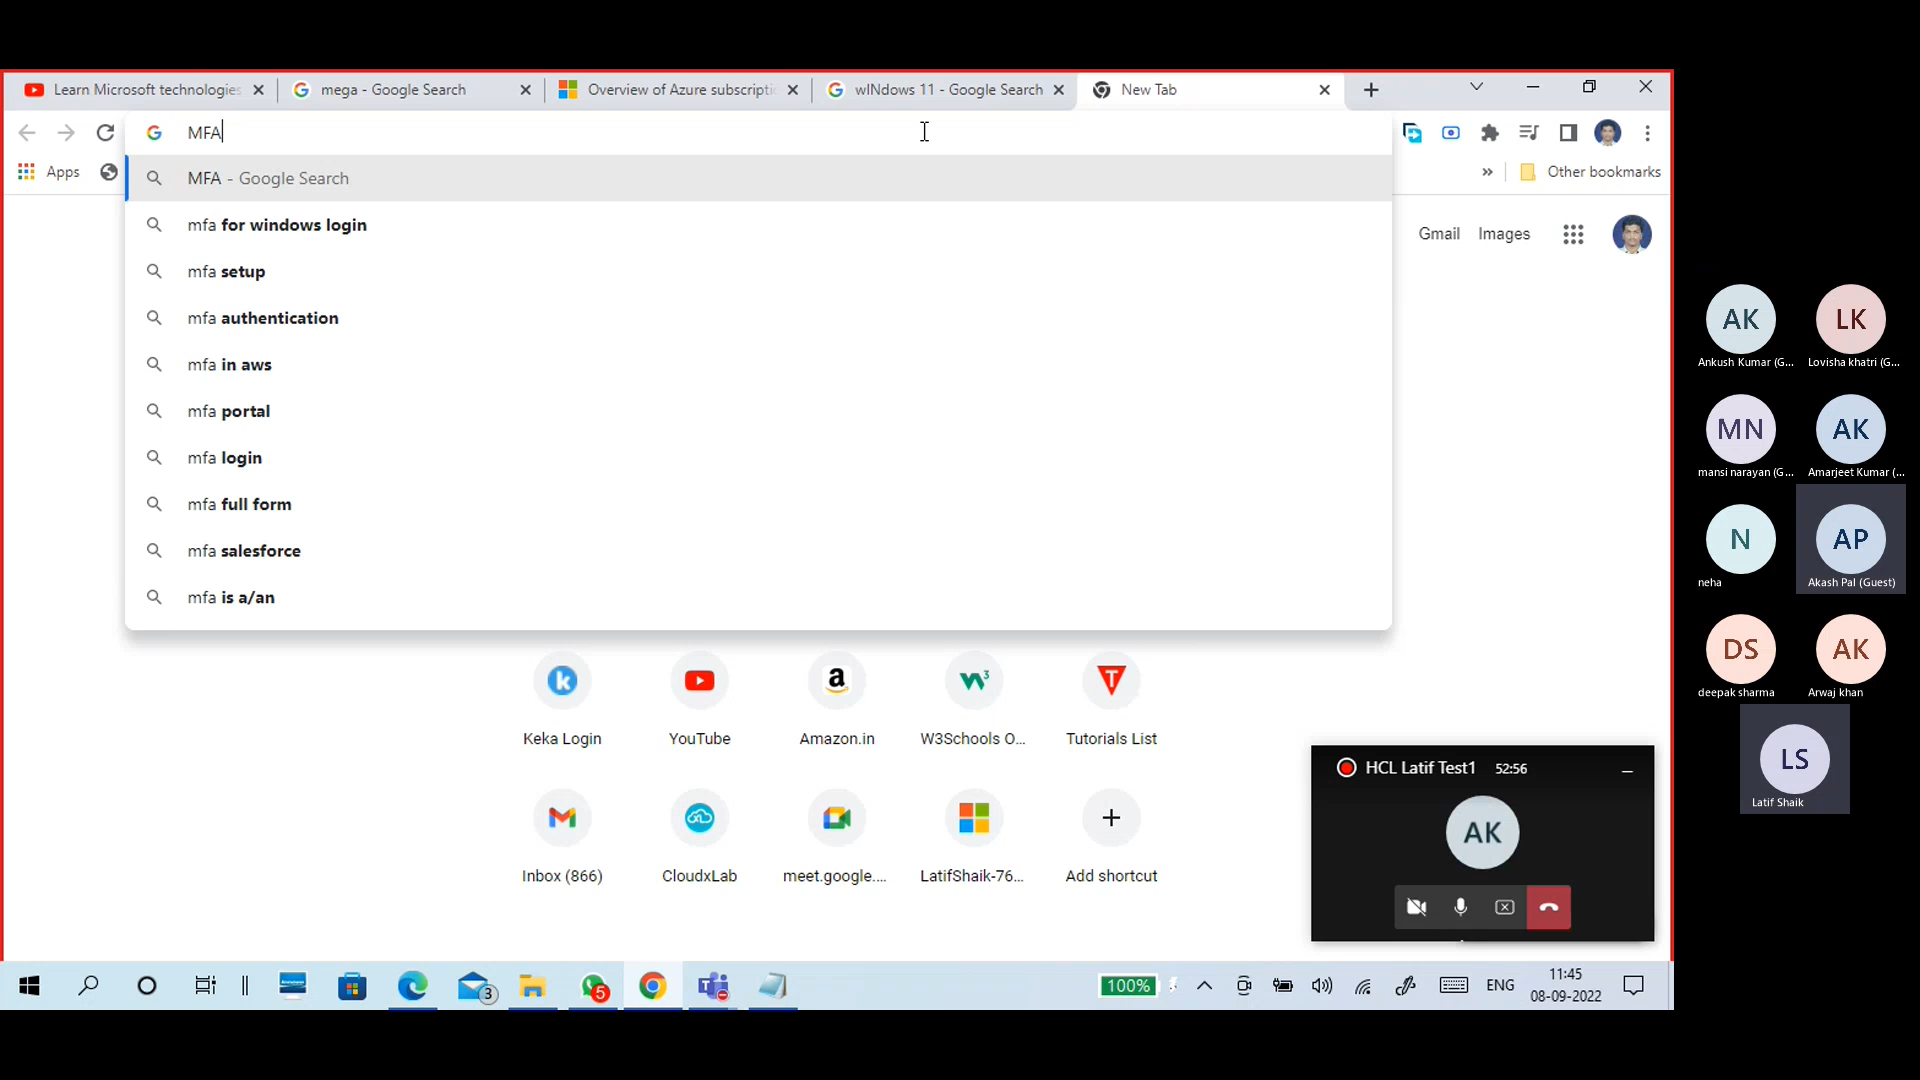 Learn Microsoft technologies
mega - Google Search
Overview of Azure subscripti
wINdows 11 - Google Search
New Tab
MFA
Apps
Other bookmarks
MFA - Google Search
mfa for windows login
mfa setup
mfa authentication
mfa in aws
mfa portal
mfa login
mfa full form
mfa salesforce
mfa is a/an
Gmail Images
Keka Login
YouTube
Amazon.in
W3Schools O...
Tutorials List
Inbox (866)
CloudxLab
meet.google....
LatifShaik-76...
Add shortcut
HCL Latif Test1 52:56
AK
AK
Ankush Kumar (G...
LK
Lovisha khatri (G...
MN
mansi narayan (G...
AK
Amarjeet Kumar (...
N
neha
AP
Akash Pal (Guest)
DS
deepak sharma
AK
Arwaj khan
LS
Latif Shaik
3
5
100%
ENG
11:45
08-09-2022